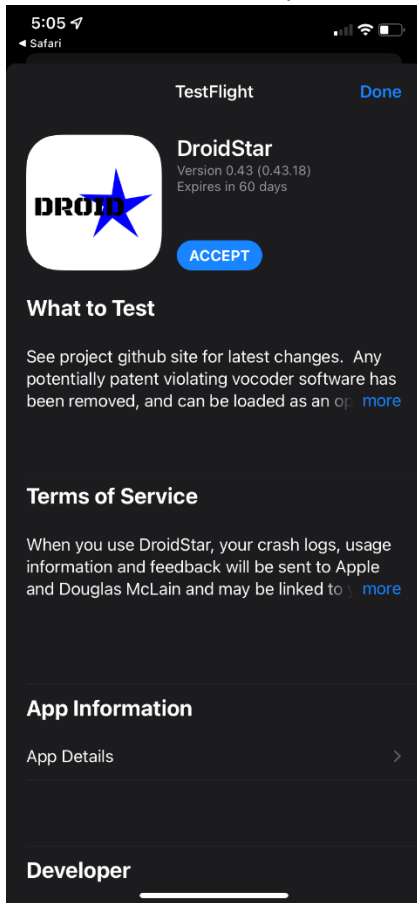 5:05
◀ Safari
TestFlight
Done
DROID
DroidStar
Version 0.43 (0.43.18)
Expires in 60 days
ACCEPT
What to Test
See project github site for latest changes. Any
potentially patent violating vocoder software has
been removed, and can be loaded as an op more
Terms of Service
When you use DroidStar, your crash logs, usage
information and feedback will be sent to Apple
and Douglas McLain and may be linked to more
App Information
App Details
Developer